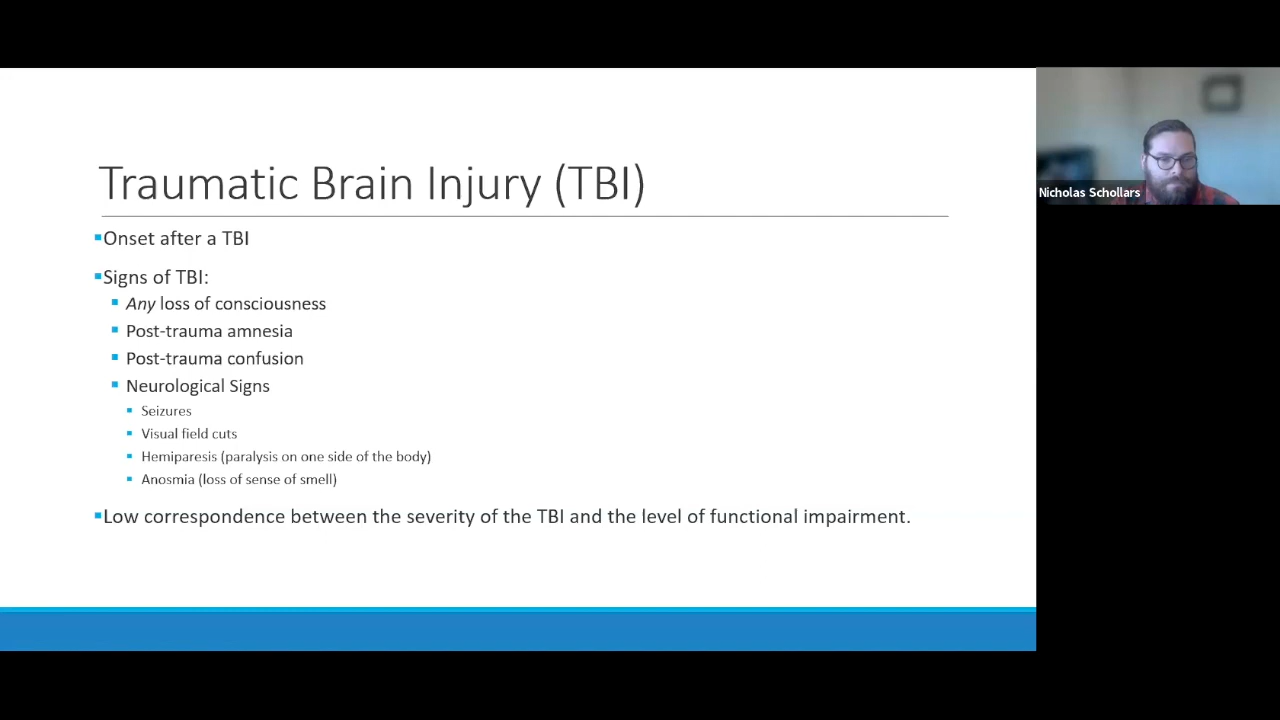 Traumatic Brain Injury (TBI)
Onset after a TBI
Signs of TBI:
Any loss of consciousness
Post-trauma amnesia
Post-trauma confusion
Neurological Signs
Seizures
Visual field cuts
Hemiparesis (paralysis on one side of the body)
Anosmia (loss of sense of smell)
Low correspondence between the severity of the TBI and the level of functional impairment.
Nicholas Schollars